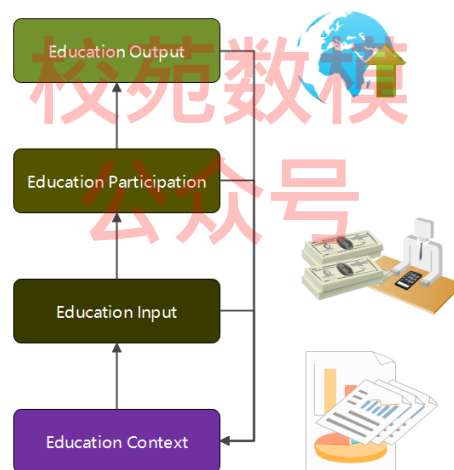 Education Output
校苑数模
Education Participation
公众号
Education Input
Education Context